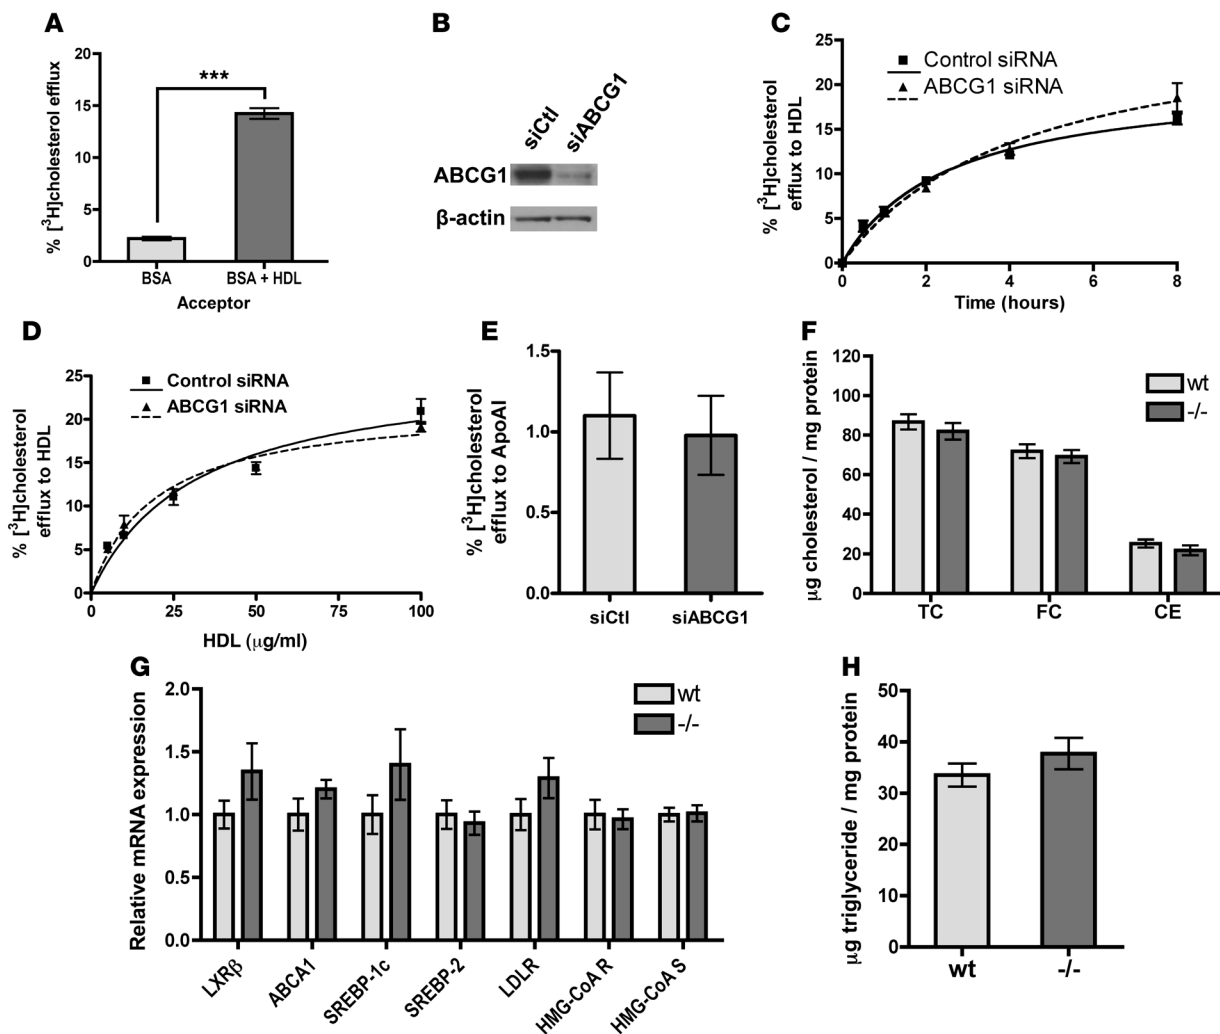 A
% [³H]cholesterol efflux
20
15
10
5
0
***
BSA
BSA + HDL
Acceptor
B
siCtl
siABCG1
ABCG1
β-actin
C
% [³H]cholesterol
efflux to HDL
25
20
15
10
5
0
Control siRNA
ABCG1 siRNA
0 2 4 6 8
Time (hours)
D
% [³H]cholesterol
efflux to HDL
25
20
15
10
5
0
Control siRNA
ABCG1 siRNA
0 25 50 75 100
HDL (μg/ml)
E
% [³H]cholesterol
efflux to ApoAI
1.5
1.0
0.5
0.0
siCtl
siABCG1
F
μg cholesterol / mg protein
120
100
80
60
40
20
0
wt
-/-
TC FC CE
G
Relative mRNA expression
2.0
1.5
1.0
0.5
0.0
wt
-/-
LXRβ
ABCA1
SREBP-1c
SREBP-2
LDLR
HMG-CoA R
HMG-CoA S
H
μg triglyceride / mg protein
50
40
30
20
10
0
wt
-/-